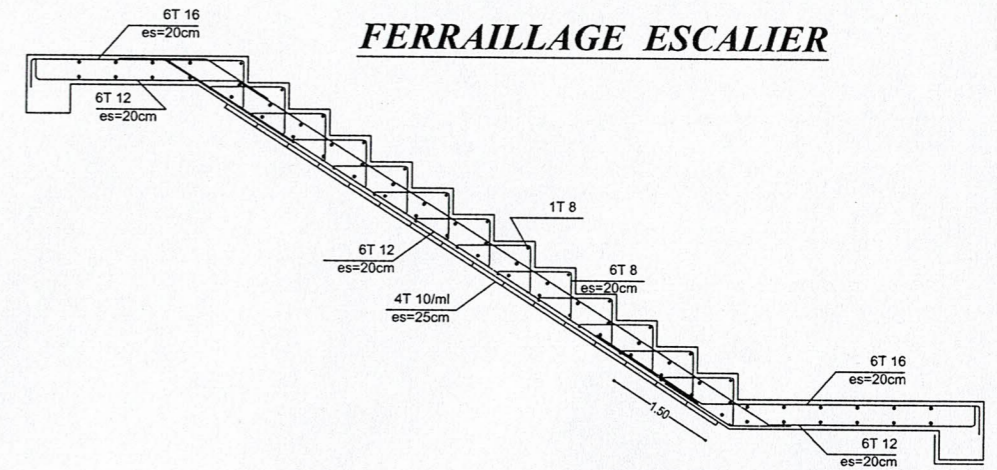 6T 16
es=20cm
FERRAILLAGE ESCALIER
6T 12
es=20cm
1T 8
6T 12
es=20cm
6T 8
es=20cm
4T 10/ml
es=25cm
6T 16
es=20cm
1.50
6T 12
es=20cm